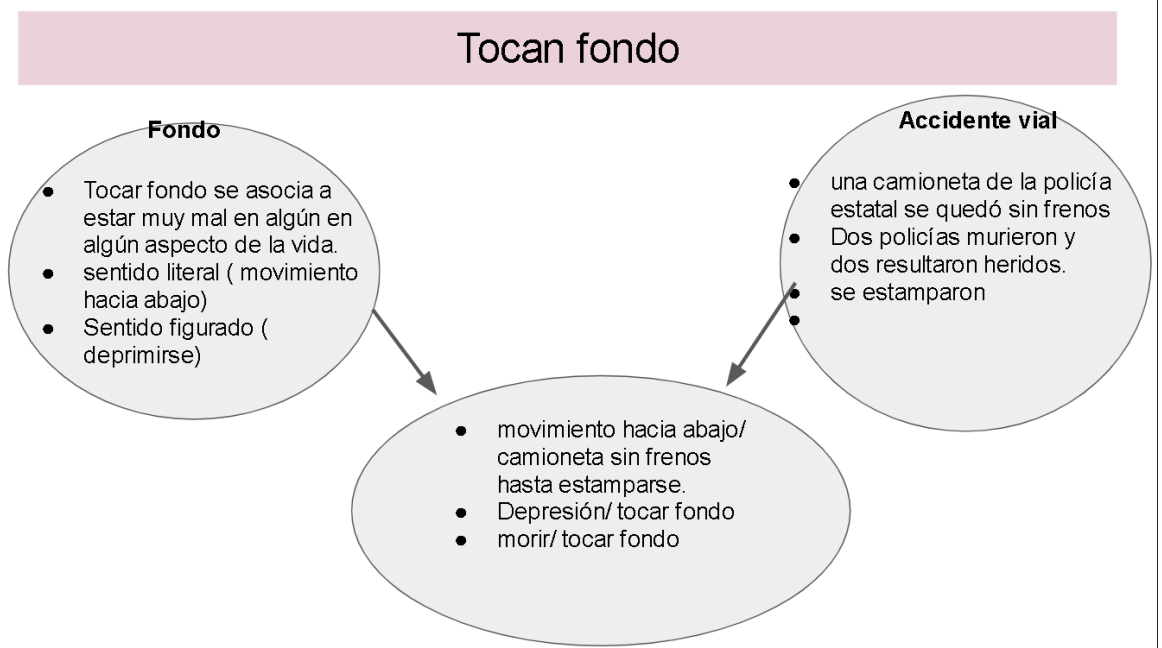 Tocan fondo
Fondo
● Tocar fondo se asocia a
estar muy mal en algún en
algún aspecto de la vida.
● sentido literal ( movimiento
hacia abajo)
● Sentido figurado (
deprimirse)
Accidente vial
● una camioneta de la policía
estatal se quedó sin frenos
● Dos policías murieron y
dos resultaron heridos.
● se estamparon
●
● movimiento hacia abajo/
camioneta sin frenos
hasta estamparse.
● Depresión/ tocar fondo
● morir/ tocar fondo